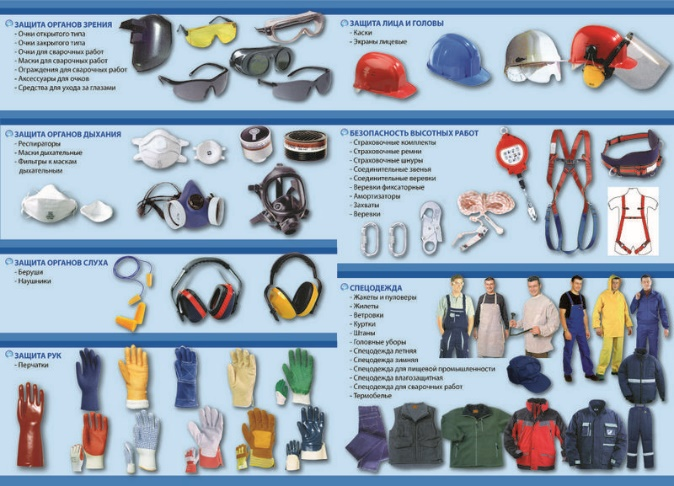 ЗАЩИТА ОРГАНОВ ЗРЕНИЯ
- Очки открытого типа
- Очки закрытого типа
- Очки для сварочных работ
- Маски для сварочных работ
- Ограждения для сварочных работ
- Аксессуары для очков
- Средства для ухода за глазами
ЗАЩИТА ОРГАНОВ ДЫХАНИЯ
- Респираторы
- Маски дыхательные
- Фильтры к маскам
дыхательным
ЗАЩИТА ОРГАНОВ СЛУХА
- Беруши
- Наушники
ЗАЩИТА РУК
- Перчатки
ЗАЩИТА ЛИЦА И ГОЛОВЫ
- Каски
- Экраны лицевые
БЕЗОПАСНОСТЬ ВЫСОТНЫХ РАБОТ
- Страховочные комплекты
- Страховочные ремни
- Страховочные шнуры
- Соединительные звенья
- Соединительные веревки
- Веревки фиксаторные
- Амортизаторы
- Захваты
- Верехки
СПЕЦОДЕЖДА
- Жакеты и пуловеры
- Жилеты
- Ветровки
- Куртки
- Штаны
- Головные уборы
- Спецодежда летняя
- Спецодежда зимняя
- Спецодежда для пищевой промышленности
- Спецодежда влагозащитная
- Спецодежда для сварочных работ
- Термобелье